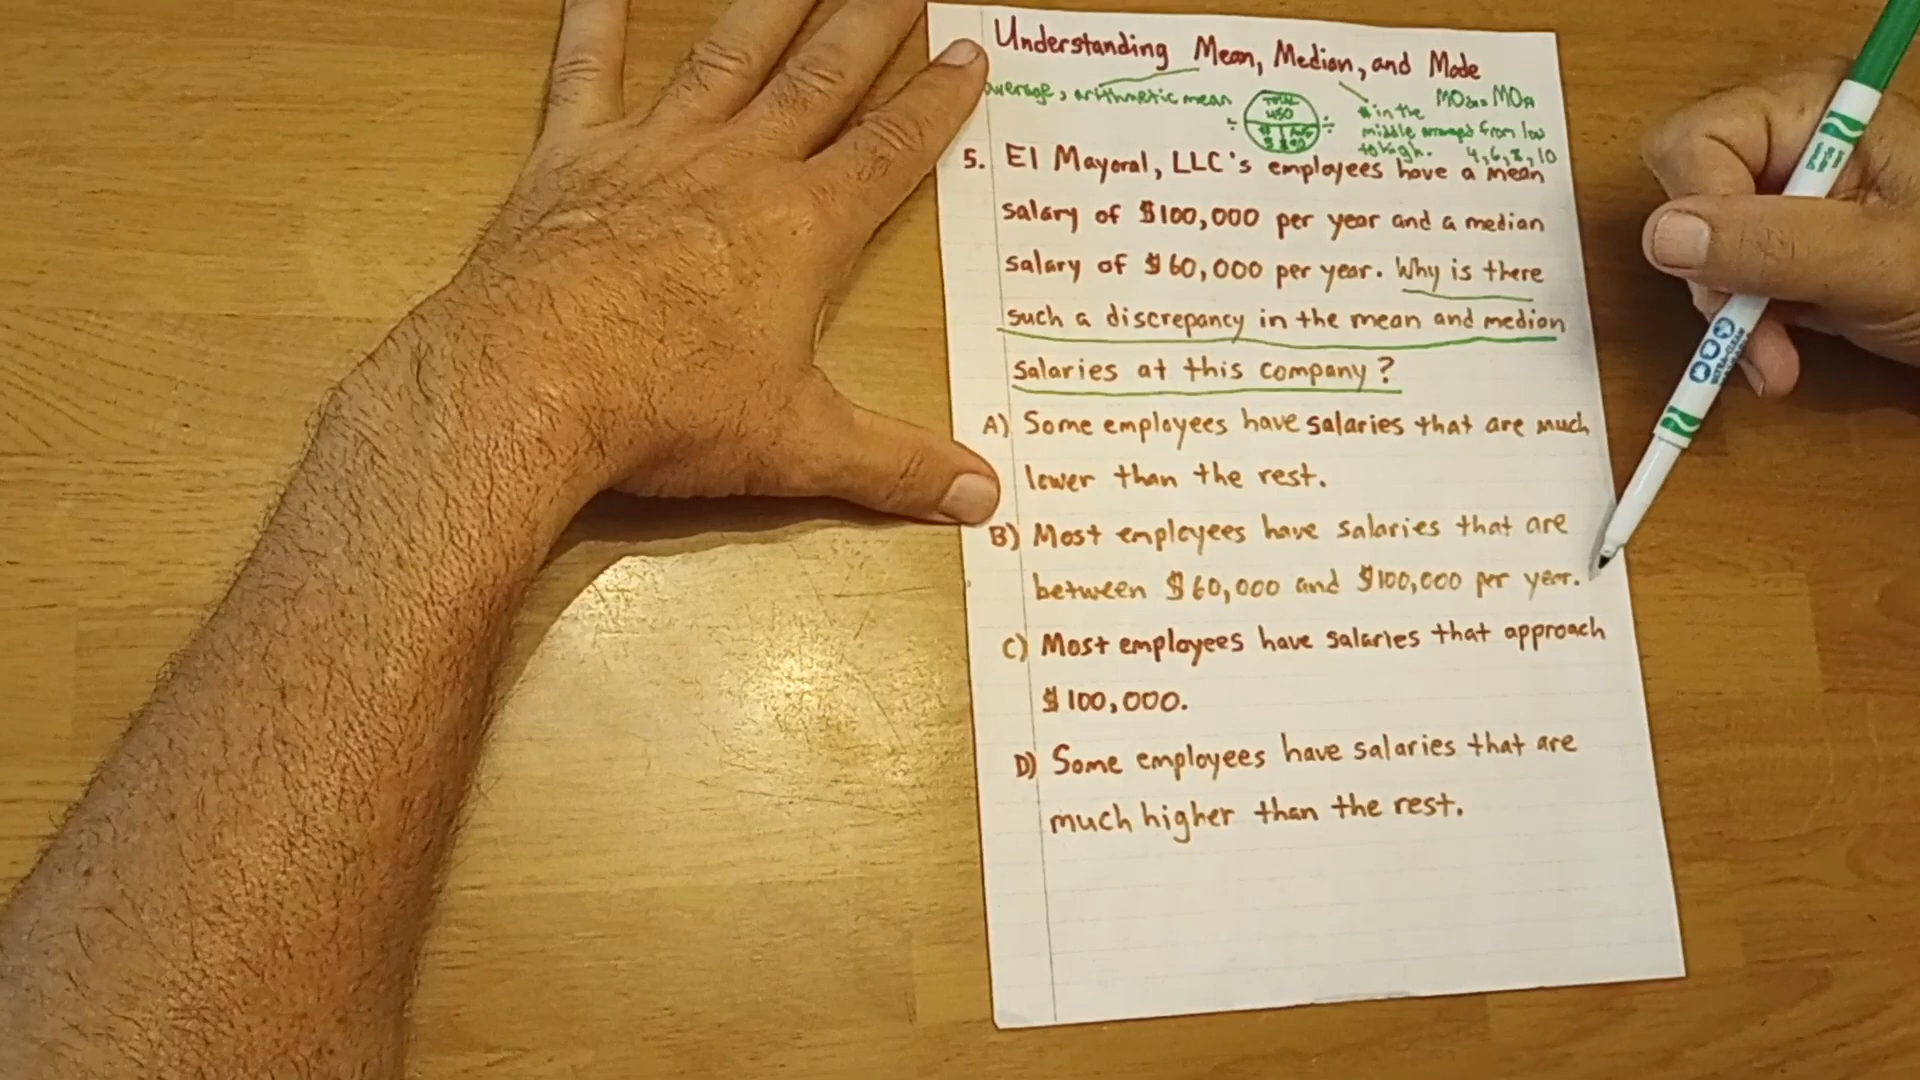 Understanding Mean, Median, and Mode
average, arithmetic mean
TOTAL
450
# in the
middle arranged from low
to high. 4, 6, 8, 10
5. El Mayoral, LLC's employees have a mean
salary of $100,000 per year and a median
salary of $60,000 per year. Why is there
such a discrepancy in the mean and median
salaries at this company?
A) Some employees have salaries that are much
lower than the rest.
B) Most employees have salaries that are
between $60,000 and $100,000 per year.
C) Most employees have salaries that approach
$100,000.
D) Some employees have salaries that are
much higher than the rest.